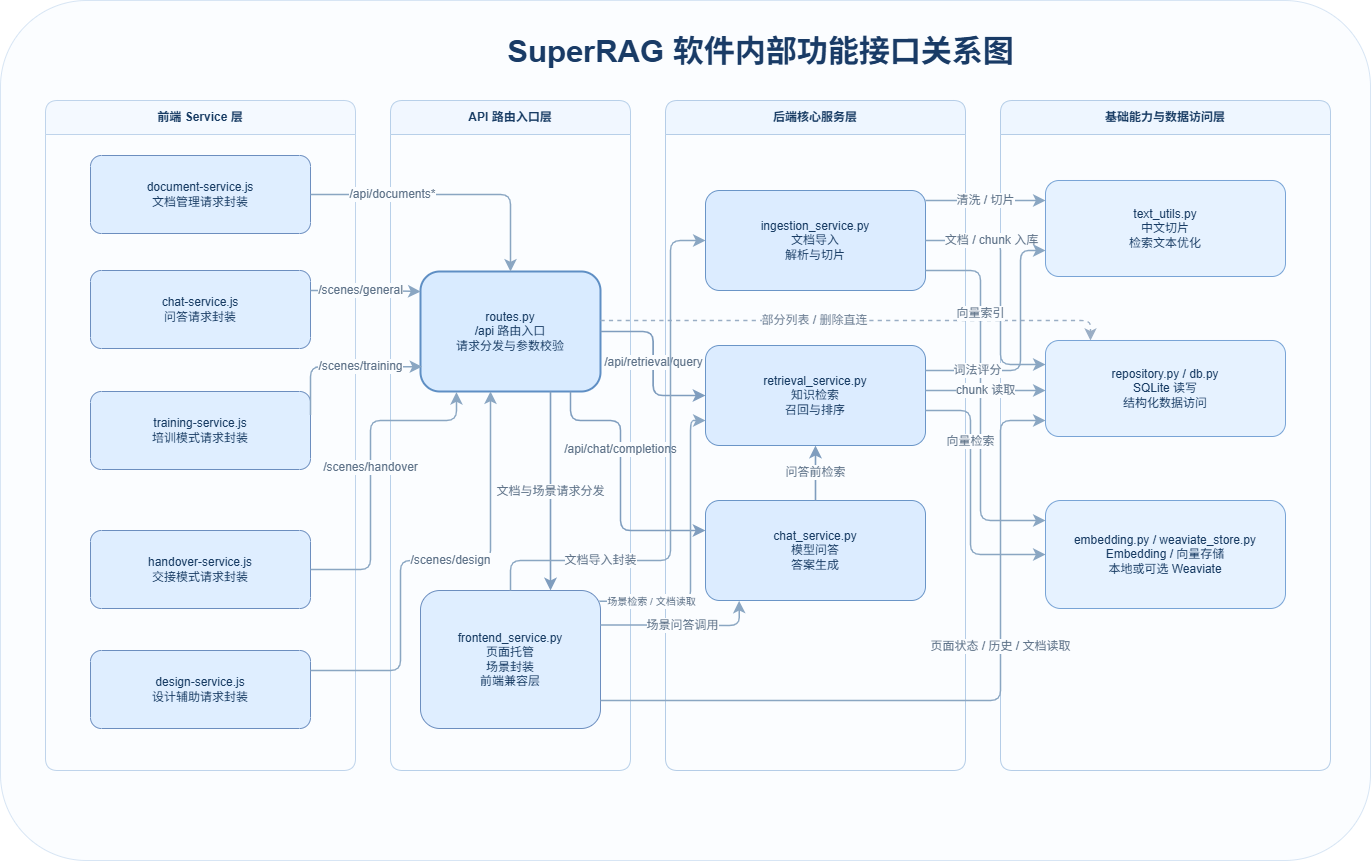 SuperRAG 软件内部功能接口关系图
前端 Service 层
API 路由入口层
后端核心服务层
基础能力与数据访问层
document-service.js
文档管理请求封装
chat-service.js
问答请求封装
training-service.js
培训模式请求封装
handover-service.js
交接模式请求封装
design-service.js
设计辅助请求封装
/api/documents*
/scenes/general
/scenes/training
/scenes/handover
/scenes/design
routes.py
/api 路由入口
请求分发与参数校验
文档与场景请求分发
frontend_service.py
页面托管
场景封装
前端兼容层
/api/retrieval/query
/api/chat/completions
文档导入封装
场景检索 / 文档读取
场景问答调用
部分列表 / 删除直连
ingestion_service.py
文档导入
解析与切片
retrieval_service.py
知识检索
召回与排序
问答前检索
chat_service.py
模型问答
答案生成
清洗 / 切片
文档 / chunk 入库
向量索引
词法评分
chunk 读取
向量检索
页面状态 / 历史 / 文档读取
text_utils.py
中文切片
检索文本优化
repository.py / db.py
SQLite 读写
结构化数据访问
embedding.py / weaviate_store.py
Embedding / 向量存储
本地或可选 Weaviate